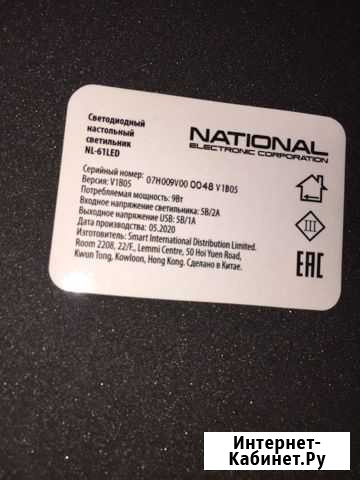 Светодиодный
настольный
светильник
NL-61LED
NATIONAL
ELECTRONIC CORPORATION
Серийный номер: 07H009V00 0048 V1B05
Версия: V1B05
Потребляемая мощность: 9Вт
Входное напряжение светильника: 5В/2А
Выходное напряжение USB: 5В/1А
Дата выпуска: 05.2020
Изготовитель: Smart International Distribution Limited.
Room 2208, 22/F., Lemmi Centre, 50 Hoi Yuen Road,
Kwun Tong, Kowloon, Hong Kong. Сделано в Китае.
III
EAC
Интернет-
Кабинет.Ру